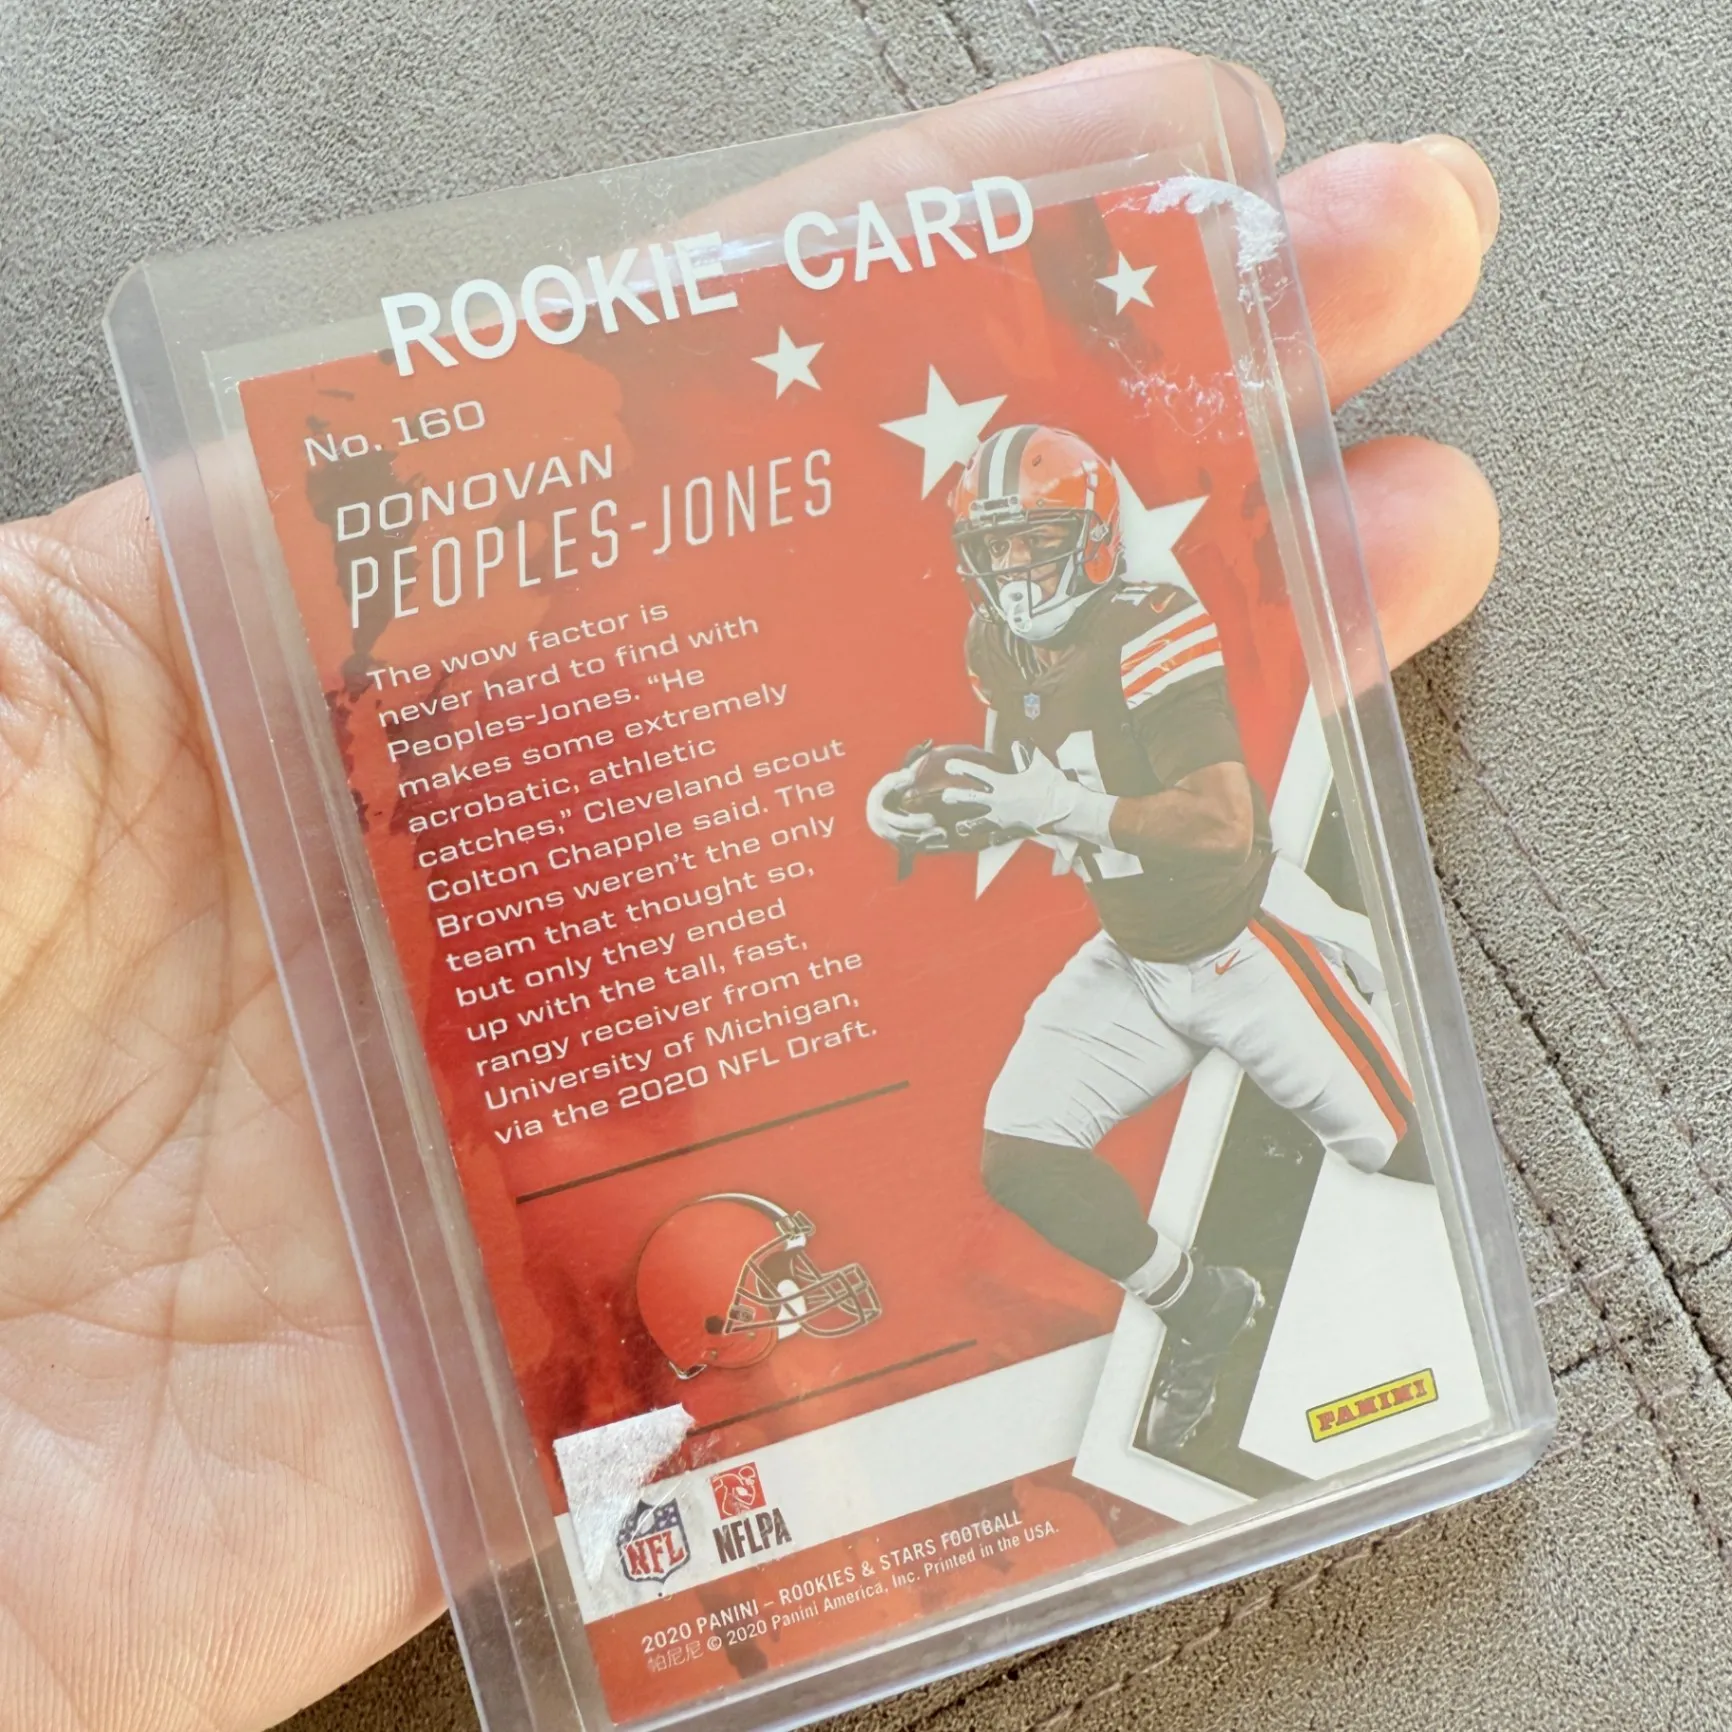 ROOKIE CARD
No. 160
DONOVAN
PEOPLES-JONES
The wow factor is
never hard to find with
Peoples-Jones. “He
makes some extremely
acrobatic, athletic
catches,” Cleveland scout
Colton Chapple said. The
Browns weren’t the only
team that thought so,
but only they ended
up with the tall, fast,
rangy receiver from the
University of Michigan,
via the 2020 NFL Draft.
11
PANINI
NFL
NFLPA
2020 PANINI – ROOKIES & STARS FOOTBALL
帕尼尼 © 2020 Panini America, Inc. Printed in the USA.